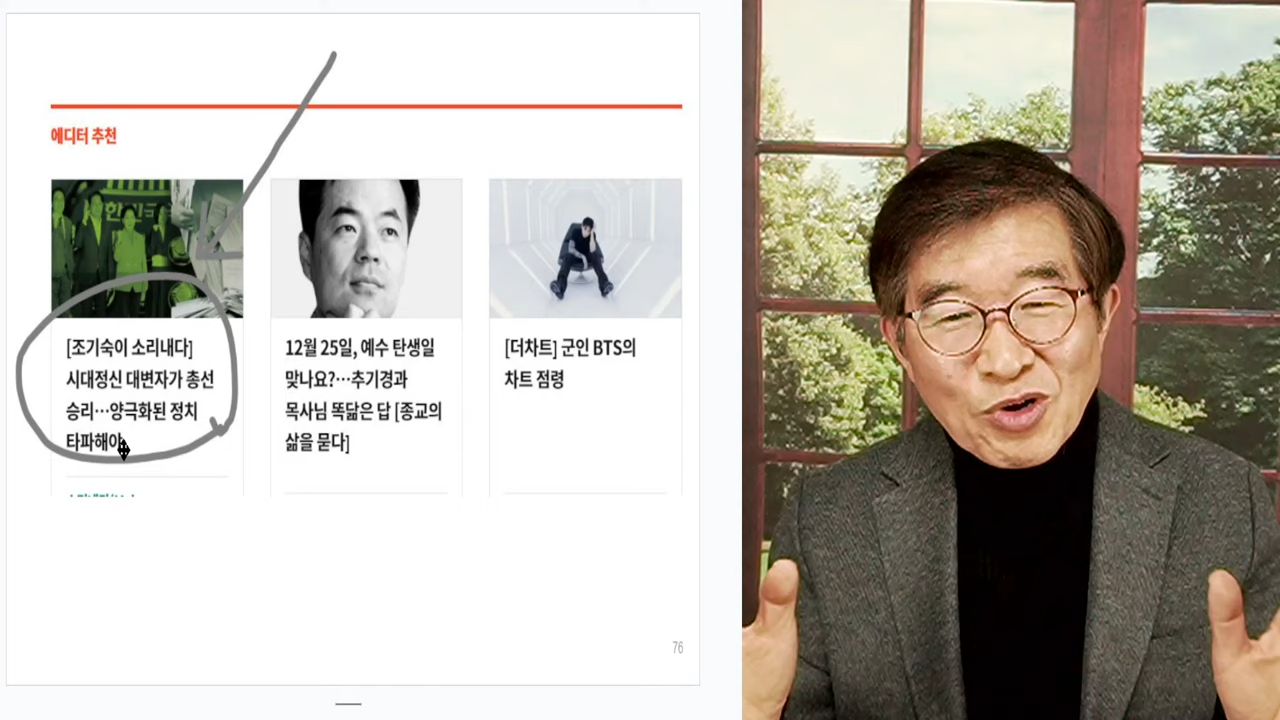 에디터 추천
한민국
[조기숙이 소리내다]
시대정신 대변자가 총선
승리…양극화된 정치
타파해야
12월 25일, 예수 탄생일
맞나요?…추기경과
목사님 똑닮은 답 [종교의
삶을 묻다]
[더차트] 군인 BTS의
차트 점령
76